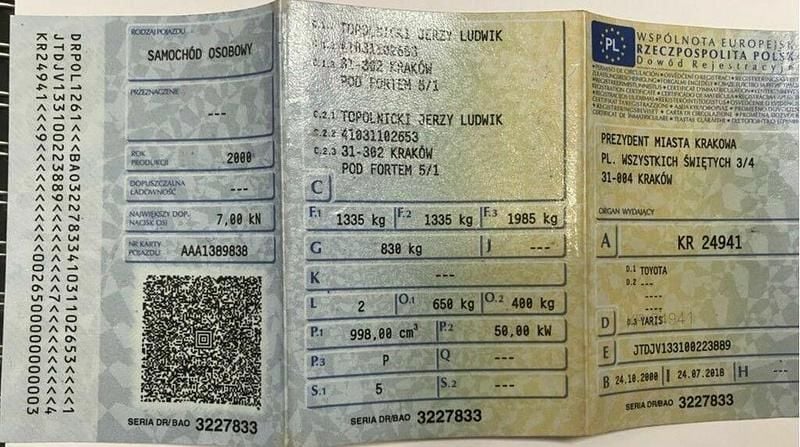 RODZAJ POJAZDU
SAMOCHÓD OSOBOWY
PRZEZNACZENIE
---
ROK PRODUKCJI 2000
DOPUSZCZALNA ŁADOWNOŚĆ ---
NAJWIĘKSZY DOP. NACISK OSI 7,00 kN
NR KARTY POJAZDU AAA1389838
SERIA DR/BAO 3227833
C.1.1 TOPOLNICKI JERZY LUDWIK
C.1.2 41031102653
C.1.3 31-302 KRAKÓW
POD FORTEM 5/1
C.2.1 TOPOLNICKI JERZY LUDWIK
C.2.2 41031102653
C.2.3 31-302 KRAKÓW
POD FORTEM 5/1
C
F.1 1335 kg F.2 1335 kg F.3 1985 kg
G 830 kg J ---
K ---
L 2 O.1 650 kg O.2 400 kg
P.1 998,00 cm³ P.2 50,00 kW
P.3 P Q ---
S.1 5 S.2 ---
SERIA DR/BAO 3227833
PL
WSPÓLNOTA EUROPEJSK
RZECZPOSPOLITA POLSK
Dowód Rejestracyj
PREZYDENT MIASTA KRAKOWA
PL. WSZYSTKICH ŚWIĘTYCH 3/4
31-004 KRAKÓW
ORGAN WYDAJĄCY
A KR 24941
D.1 TOYOTA
D.2 ---
----
----
D D.3 YARIS
E JTDJV133100223889
B 24.10.2000 I 24.07.2018 H ---
SERIA DR/BAO 3227833